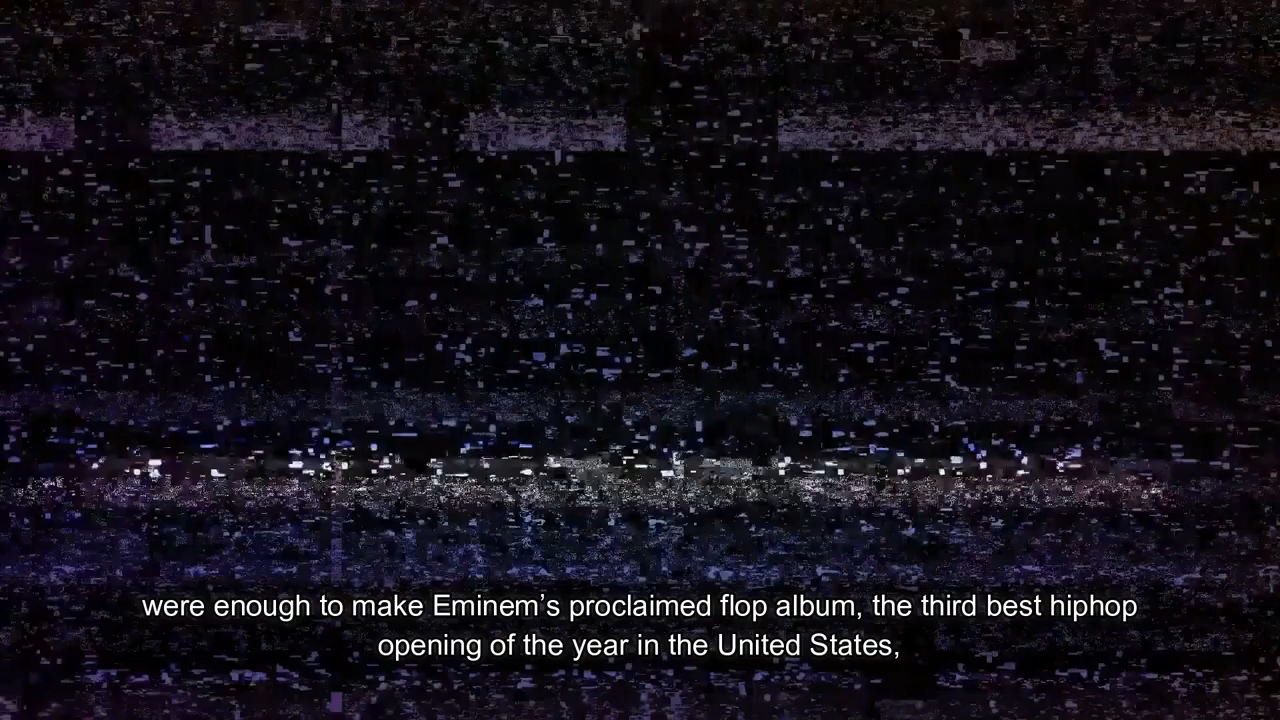 were enough to make Eminem’s proclaimed flop album, the third best hiphop
opening of the year in the United States,